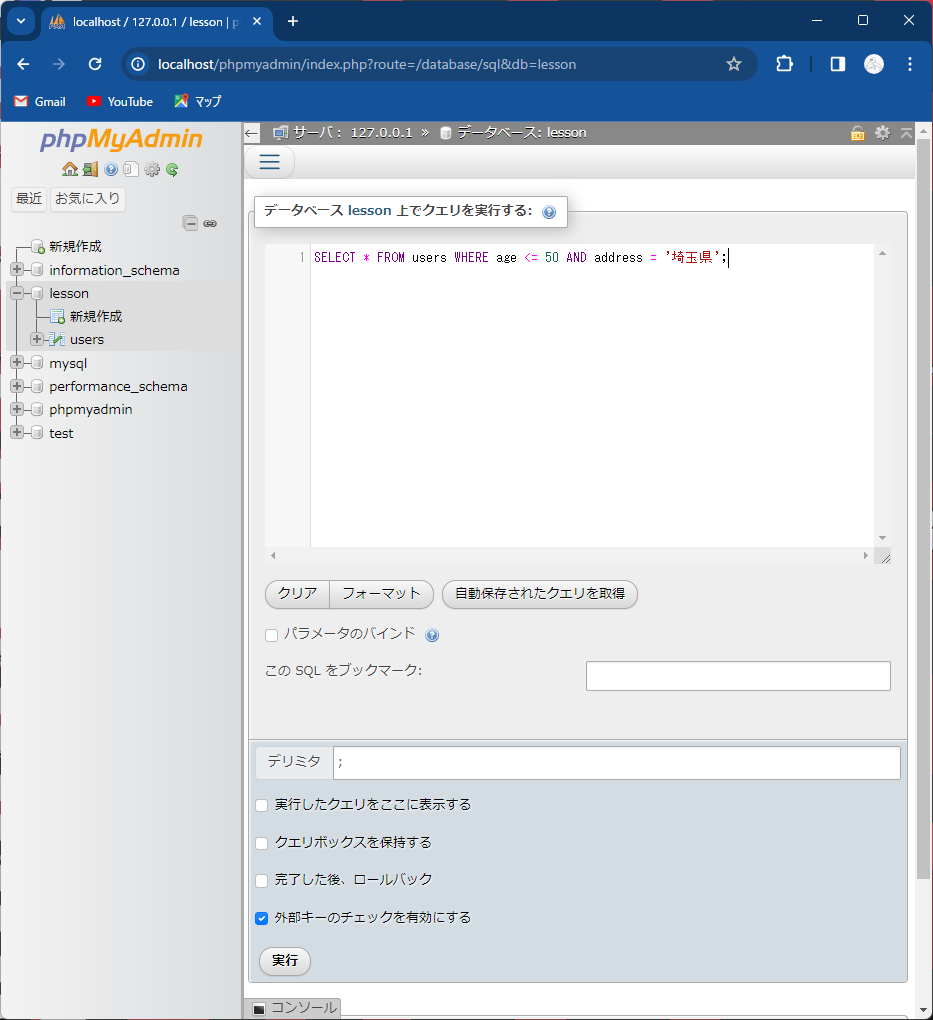 localhost / 127.0.0.1 / lesson | p
localhost/phpmyadmin/index.php?route=/database/sql&db=lesson
Gmail YouTube マップ
phpMyAdmin
最近 お気に入り
新規作成
information_schema
lesson
新規作成
users
mysql
performance_schema
phpmyadmin
test
サーバ: 127.0.0.1 » データベース: lesson
データベース lesson 上でクエリを実行する:
1 SELECT * FROM users WHERE age <= 50 AND address = '埼玉県';
クリア フォーマット 自動保存されたクエリを取得
パラメータのバインド
この SQL をブックマーク:
デリミタ ;
実行したクエリをここに表示する
クエリボックスを保持する
完了した後、ロールバック
外部キーのチェックを有効にする
実行
コンソール